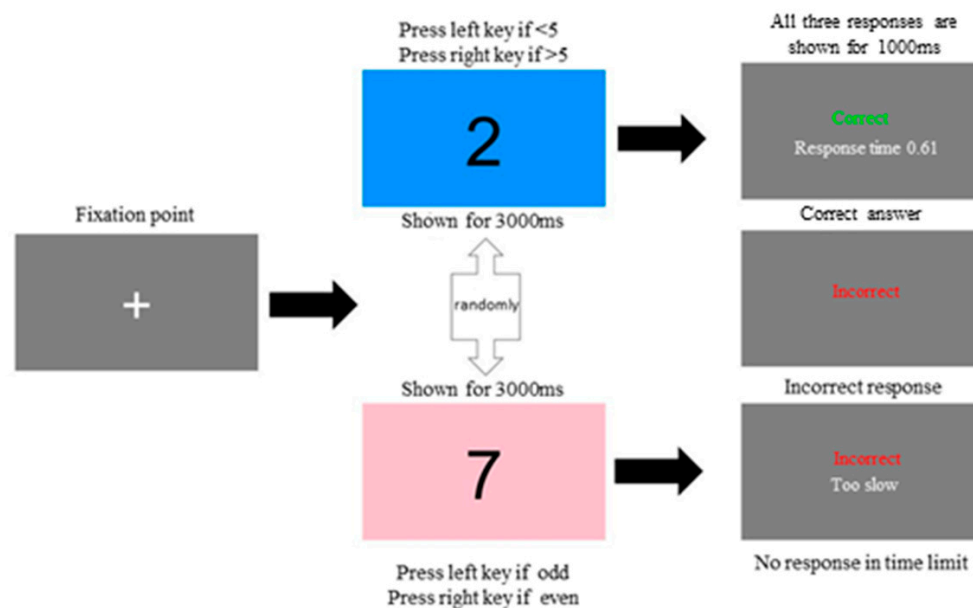 Fixation point
+
Press left key if <5
Press right key if >5
2
Shown for 3000ms
randomly
Shown for 3000ms
7
Press left key if odd
Press right key if even
All three responses are
shown for 1000ms
Correct
Response time 0.61
Correct answer
Incorrect
Incorrect response
Incorrect
Too slow
No response in time limit